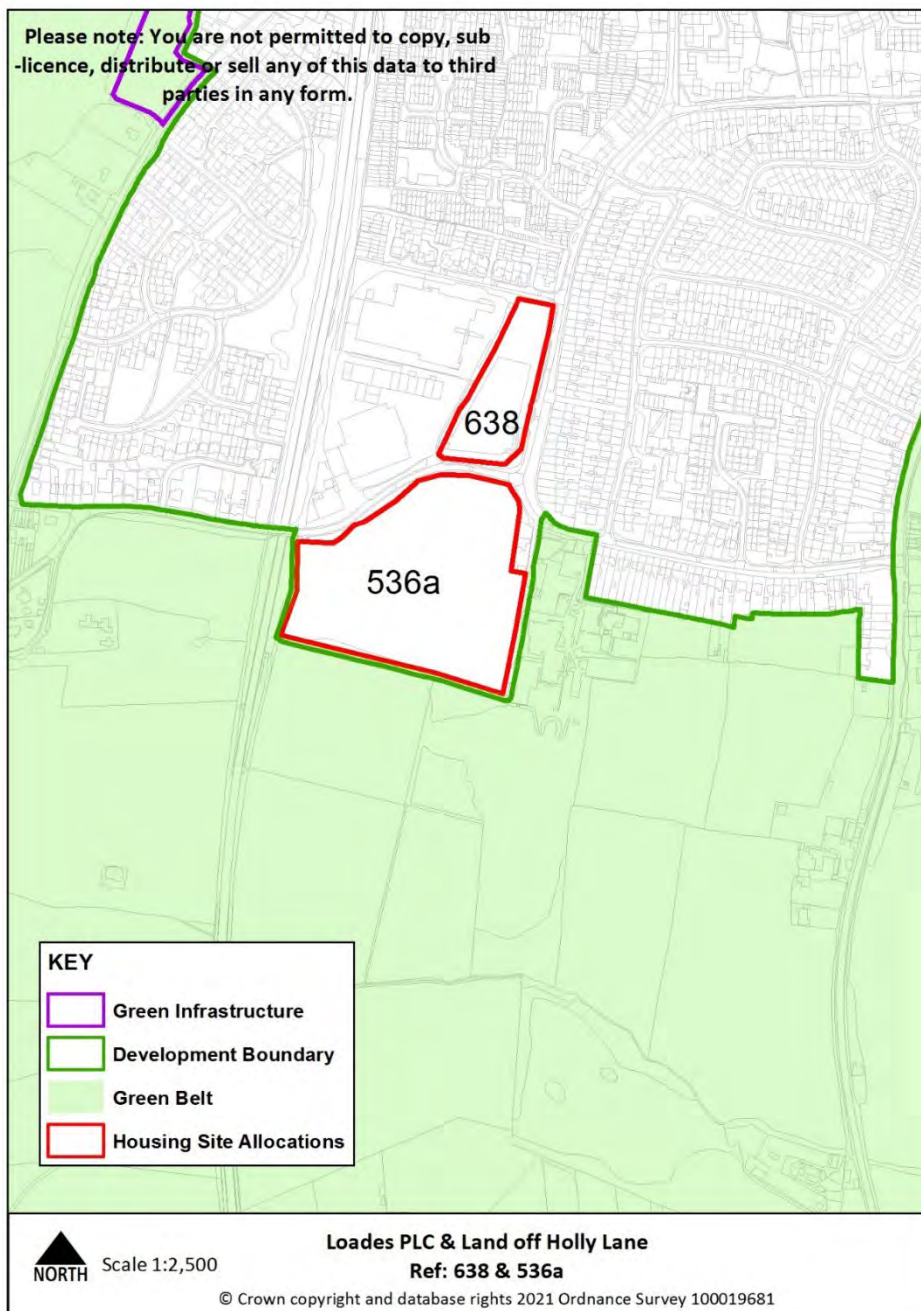 Please note: You are not permitted to copy, sub
-licence, distribute or sell any of this data to third
parties in any form.
638
536a
KEY
Green Infrastructure
Development Boundary
Green Belt
Housing Site Allocations
NORTH
Scale 1:2,500
Loades PLC & Land off Holly Lane
Ref: 638 & 536a
© Crown copyright and database rights 2021 Ordnance Survey 100019681